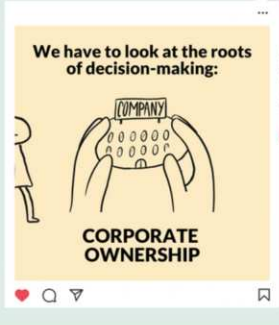 We have to look at the roots
of decision-making:
COMPANY
CORPORATE
OWNERSHIP